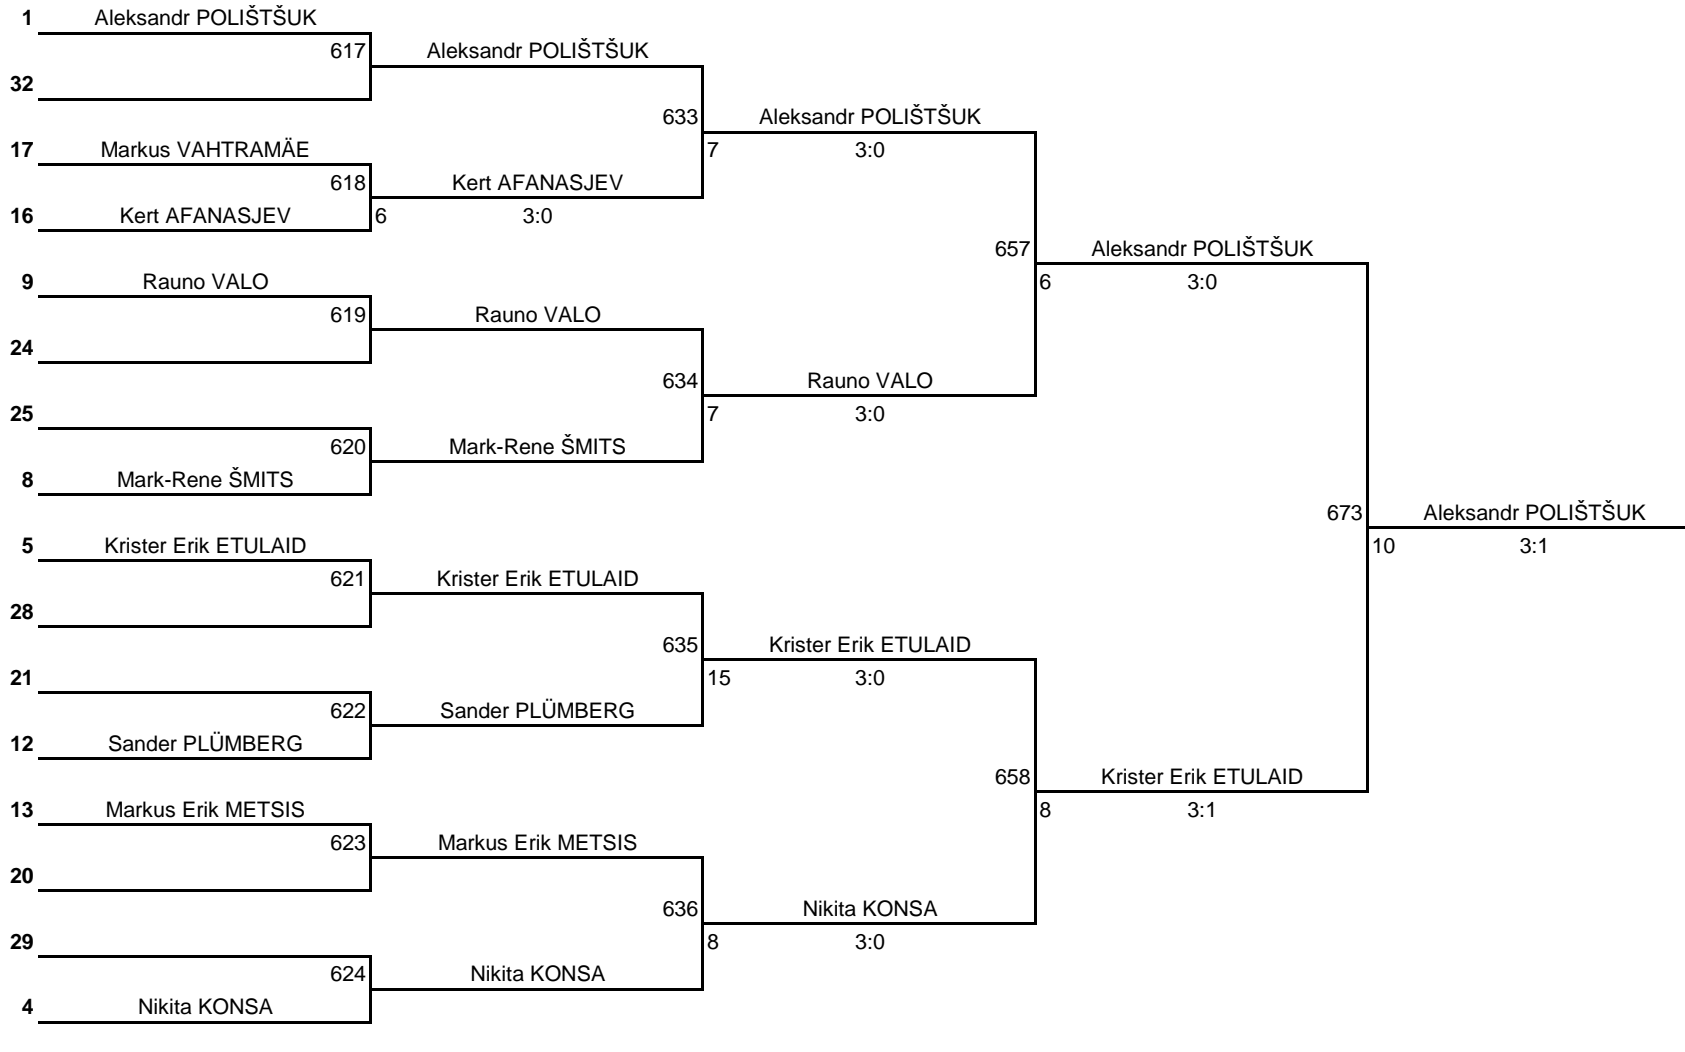 1 Aleksandr POLIŠTŠUK
617 Aleksandr POLIŠTŠUK
32
633 Aleksandr POLIŠTŠUK
17 Markus VAHTRAMÄE 7 3:0
618 Kert AFANASJEV
16 Kert AFANASJEV 6 3:0
657 Aleksandr POLIŠTŠUK
9 Rauno VALO 6 3:0
619 Rauno VALO
24
634 Rauno VALO
25 7 3:0
620 Mark-Rene ŠMITS
8 Mark-Rene ŠMITS
673 Aleksandr POLIŠTŠUK
5 Krister Erik ETULAID 10 3:1
621 Krister Erik ETULAID
28
635 Krister Erik ETULAID
21 15 3:0
622 Sander PLÜMBERG
12 Sander PLÜMBERG
658 Krister Erik ETULAID
13 Markus Erik METSIS 8 3:1
623 Markus Erik METSIS
20
636 Nikita KONSA
29 8 3:0
624 Nikita KONSA
4 Nikita KONSA